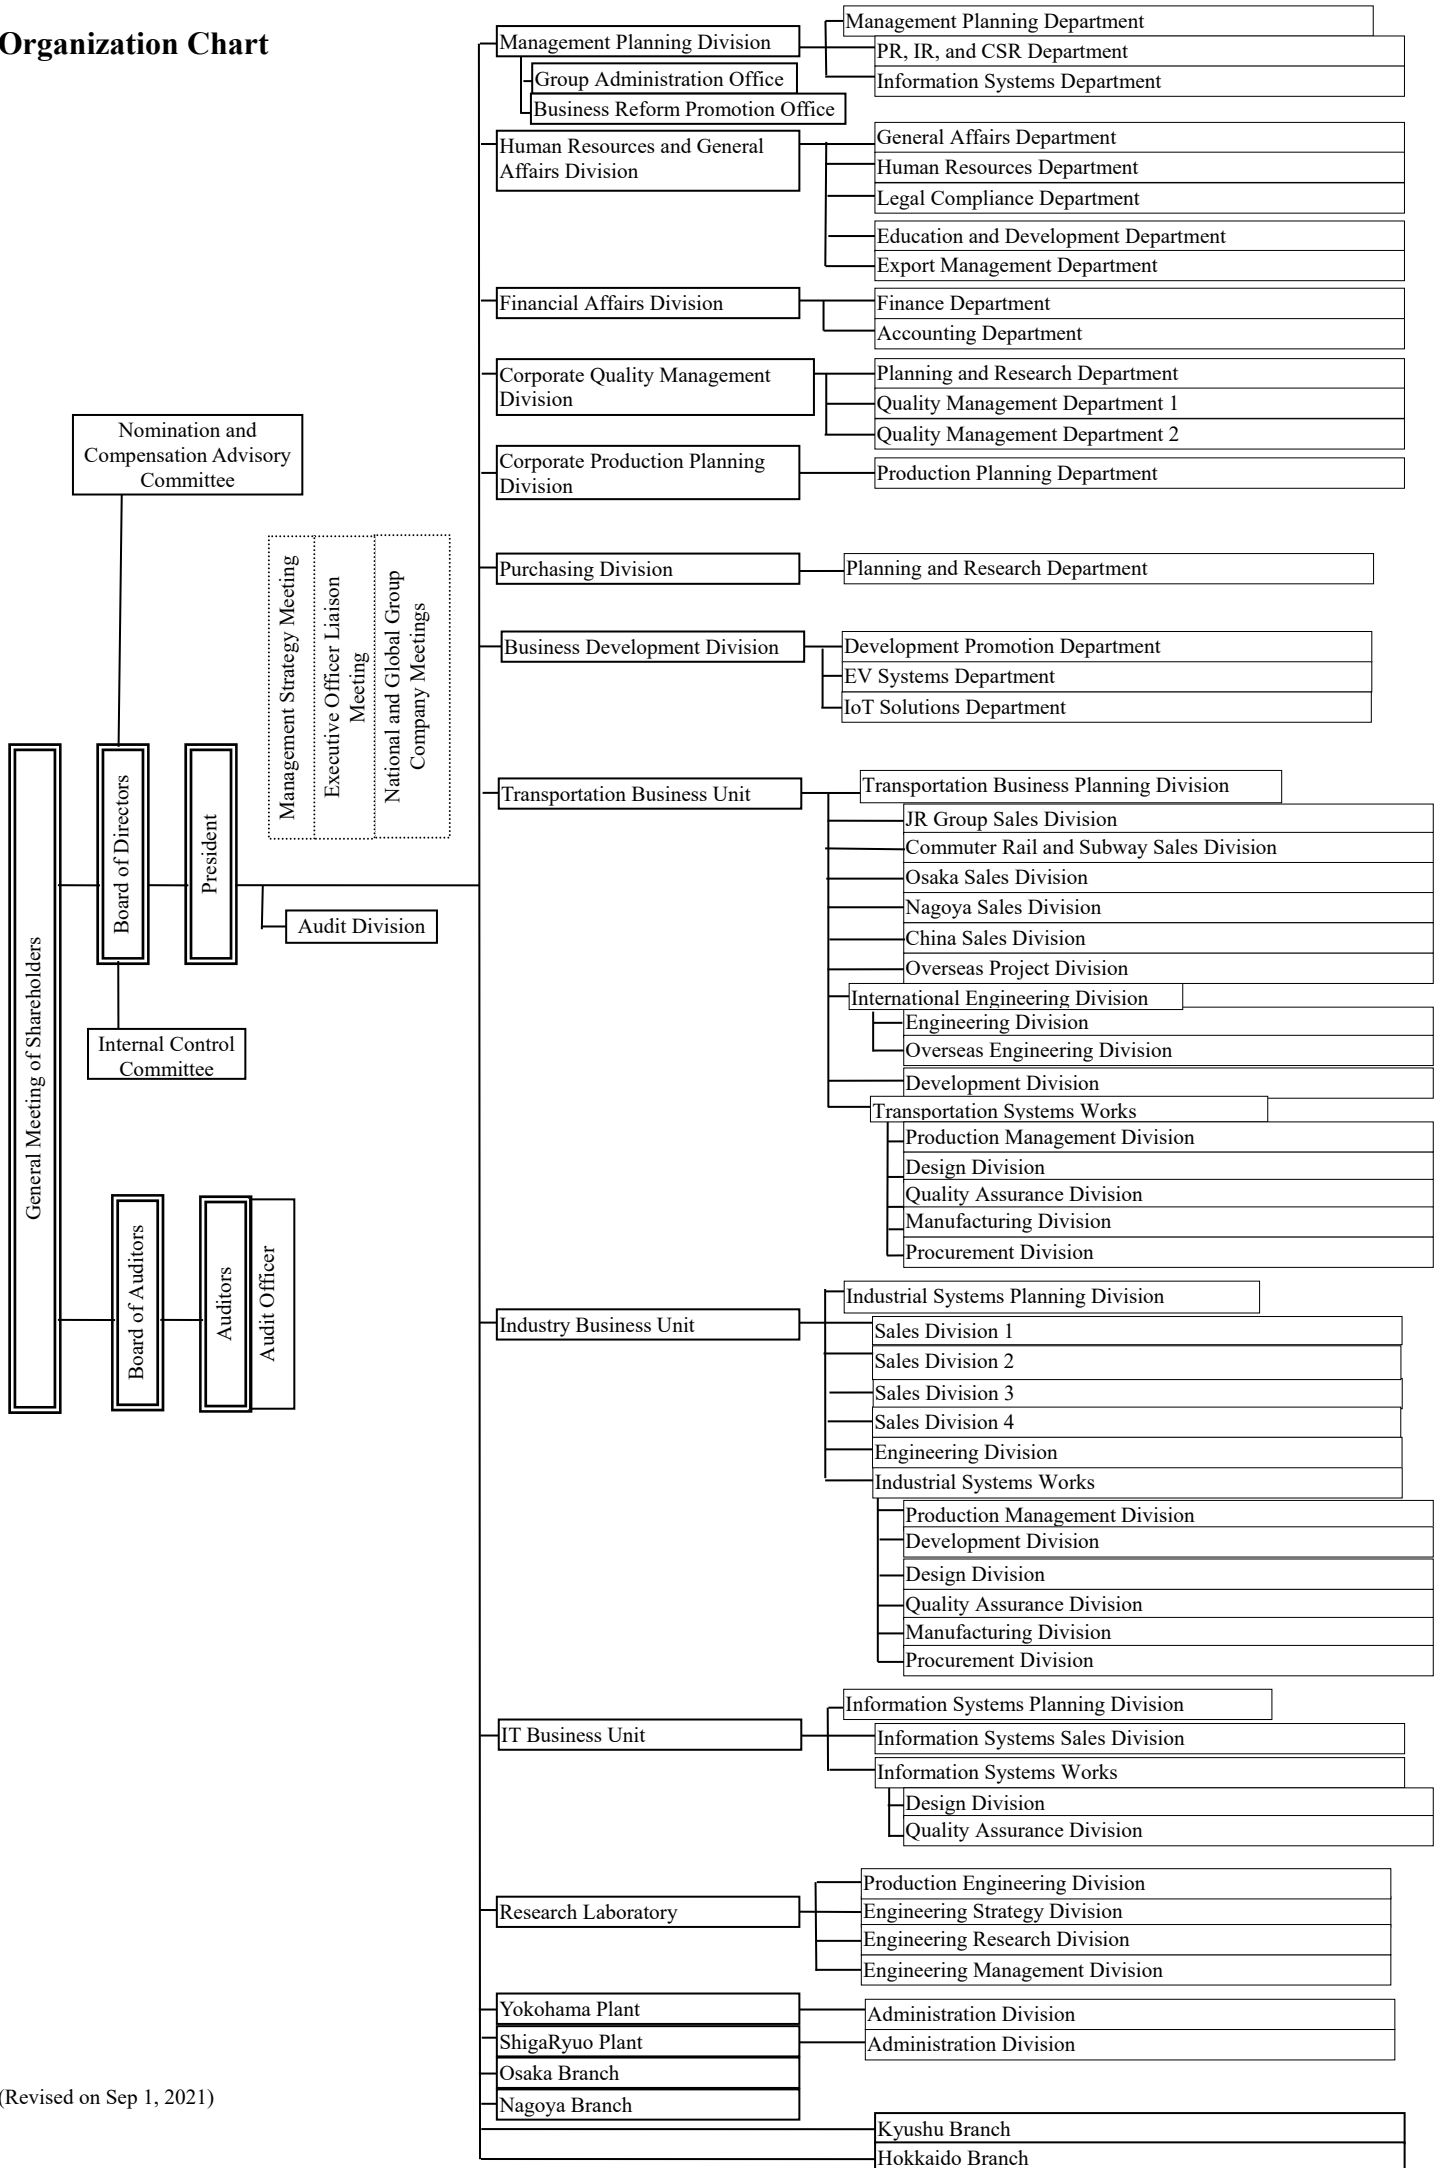 Organization Chart
Nomination and
Compensation Advisory
Committee
Management Strategy Meeting
Executive Officer Liaison
Meeting
National and Global Group
Company Meetings
General Meeting of Shareholders
Board of Directors
President
Audit Division
Internal Control
Committee
Board of Auditors
Auditors
Audit Officer
Management Planning Division
Group Administration Office
Business Reform Promotion Office
Management Planning Department
PR, IR, and CSR Department
Information Systems Department
Human Resources and General
Affairs Division
General Affairs Department
Human Resources Department
Legal Compliance Department
Education and Development Department
Export Management Department
Financial Affairs Division
Finance Department
Accounting Department
Corporate Quality Management
Division
Planning and Research Department
Quality Management Department 1
Quality Management Department 2
Corporate Production Planning
Division
Production Planning Department
Purchasing Division
Planning and Research Department
Business Development Division
Development Promotion Department
EV Systems Department
IoT Solutions Department
Transportation Business Unit
Transportation Business Planning Division
JR Group Sales Division
Commuter Rail and Subway Sales Division
Osaka Sales Division
Nagoya Sales Division
China Sales Division
Overseas Project Division
International Engineering Division
Engineering Division
Overseas Engineering Division
Development Division
Transportation Systems Works
Production Management Division
Design Division
Quality Assurance Division
Manufacturing Division
Procurement Division
Industry Business Unit
Industrial Systems Planning Division
Sales Division 1
Sales Division 2
Sales Division 3
Sales Division 4
Engineering Division
Industrial Systems Works
Production Management Division
Development Division
Design Division
Quality Assurance Division
Manufacturing Division
Procurement Division
IT Business Unit
Information Systems Planning Division
Information Systems Sales Division
Information Systems Works
Design Division
Quality Assurance Division
Research Laboratory
Production Engineering Division
Engineering Strategy Division
Engineering Research Division
Engineering Management Division
Yokohama Plant
Administration Division
ShigaRyuo Plant
Administration Division
Osaka Branch
Nagoya Branch
Kyushu Branch
Hokkaido Branch
(Revised on Sep 1, 2021)